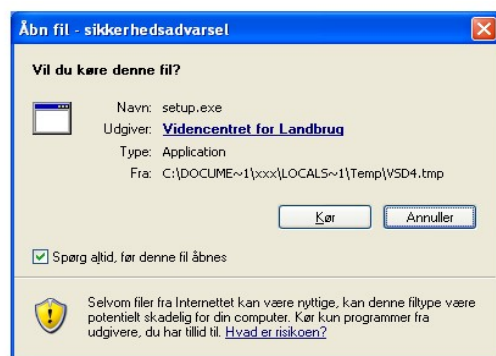 Åbn fil - sikkerhedsadvarsel
Vil du køre denne fil?
Navn: setup.exe
Udgiver: Videncentret for Landbrug
Type: Application
Fra: C:\DOCUME~1\xxx\LOCALS~1\Temp\VSD4.tmp
Kør Annuller
Spørg altid, før denne fil åbnes
Selvom filer fra Internettet kan være nyttige, kan denne filtype være
potentielt skadelig for din computer. Kør kun programmer fra
udgivere, du har tillid til. Hvad er risikoen?